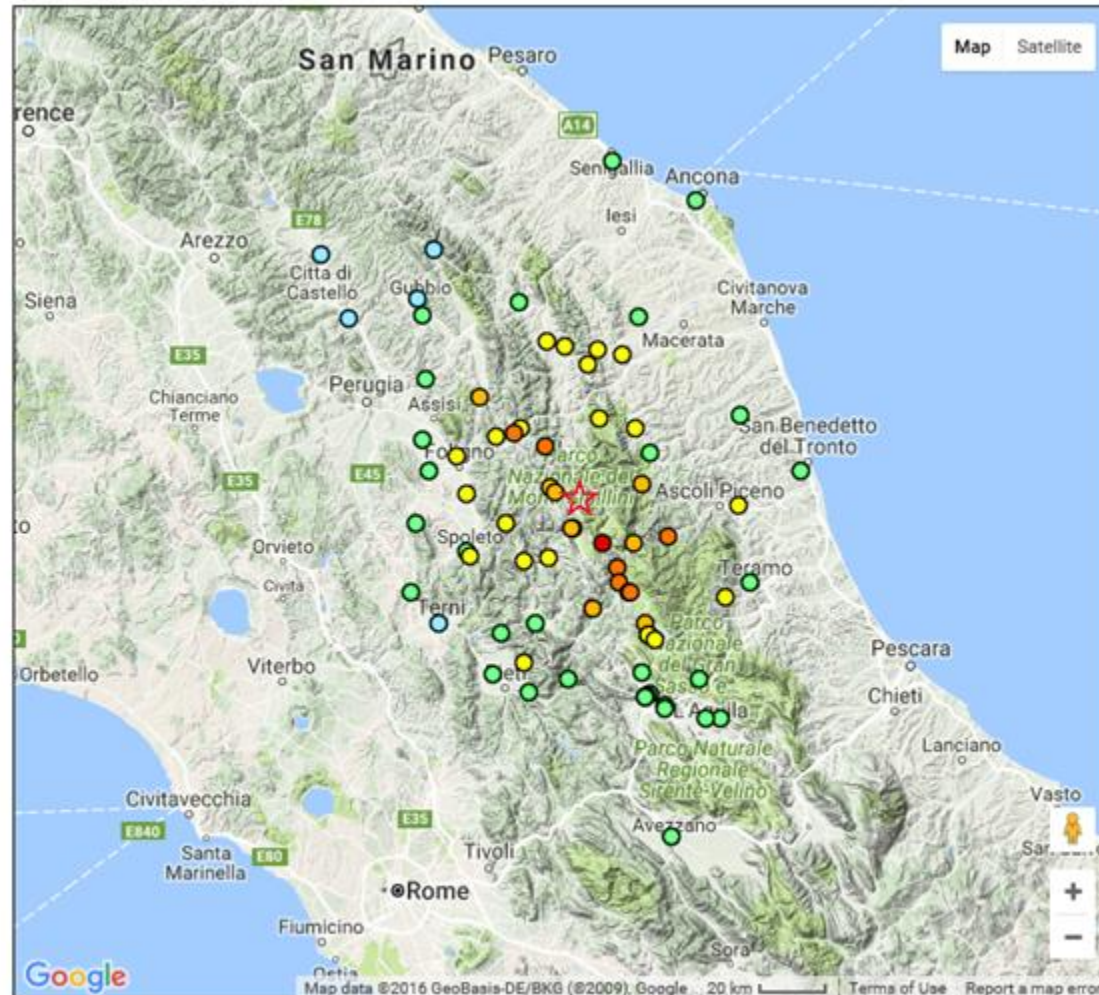 San Marino
Pesaro
Map Satellite
rence
A14
Senigallia
Ancona
Iesi
E78
Arezzo
Citta di
Castello
Gubbio
Civitanova
Marche
Siena
Macerata
E35
Perugia
Chianciano
Terme
Assisi
San Benedetto
del Tronto
Parco
E45
E35
Ascoli Piceno
Spoleto
Orvieto
Civita
Teramo
Terni
Parco
Viterbo
Orbetello
Pescara
Chieti
L'Aquila
Parco Naturale
Regionale
Sirente-Velino
Lanciano
Civitavecchia
Vasto
E840
E35
Avezzano
Santa
Marinella
E80
Tivoli
Rome
+
Fiumicino
−
Sora
Ostia
Google
Map data ©2016 GeoBasis-DE/BKG (©2009), Google
20 km
Terms of Use
Report a map error